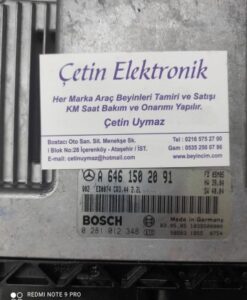 Çetin Elektronik
Her Marka Araç Beyinleri Tamiri ve Satışı
KM Saat Bakım ve Onarımı Yapılır.
Çetin Uymaz
Bostancı Oto San. Sit. Menekşe Sk.
I Blok No:26 İçerenköy - Ataşehir / İST.
E-mail: cetinuymaz@hotmail.com
Tel : 0216 575 27 90
Gsm : 0535 256 07 96
www.beyincim.com
A 646 150 20 91
BOSCH
Made in Germany
0 281 012 348
REDMI NOTE 9 PRO